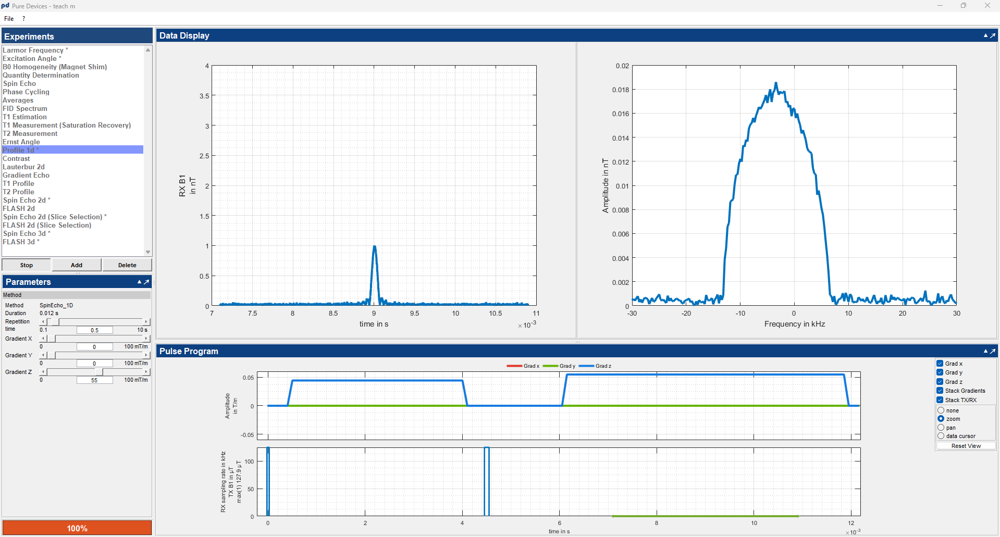 pd Pure Devices - teach m
File ?
Experiments
Larmor Frequency *
Excitation Angle *
B0 Homogeneity (Magnet Shim)
Quantity Determination
Spin Echo
Phase Cycling
Averages
FID Spectrum
T1 Estimation
T1 Measurement (Saturation Recovery)
T2 Measurement
Ernst Angle
Profile 1d *
Contrast
Lauterbur 2d
Gradient Echo
T1 Profile
T2 Profile
Spin Echo 2d *
FLASH 2d
Spin Echo 2d (Slice Selection) *
FLASH 2d (Slice Selection)
Spin Echo 3d *
FLASH 3d *
Stop Add Delete
Parameters
Method
Method SpinEcho_1D
Duration 0.012 s
Repetition
time
0.1 0.5 10 s
Gradient X
0 0 100 mT/m
Gradient Y
0 0 100 mT/m
Gradient Z
0 55 100 mT/m
100%
Data Display
4
3.5
3
2.5
2
1.5
1
0.5
0
RX B1
in nT
7 7.5 8 8.5 9 9.5 10 10.5 11
time in s
×10⁻³
0.02
0.018
0.016
0.014
0.012
0.01
0.008
0.006
0.004
0.002
0
Amplitude in nT
-30 -20 -10 0 10 20 30
Frequency in kHz
Pulse Program
Grad x Grad y Grad z
0.05
0
-0.05
Amplitude
in T/m
100
50
0
RX sampling rate in kHz
TX B1 in µT
max(1) 127.9 µT
0 2 4 6 8 10 12
time in s
×10⁻³
Grad x
Grad y
Grad z
Stack Gradients
Stack TX/RX
none
zoom
pan
data cursor
Reset View